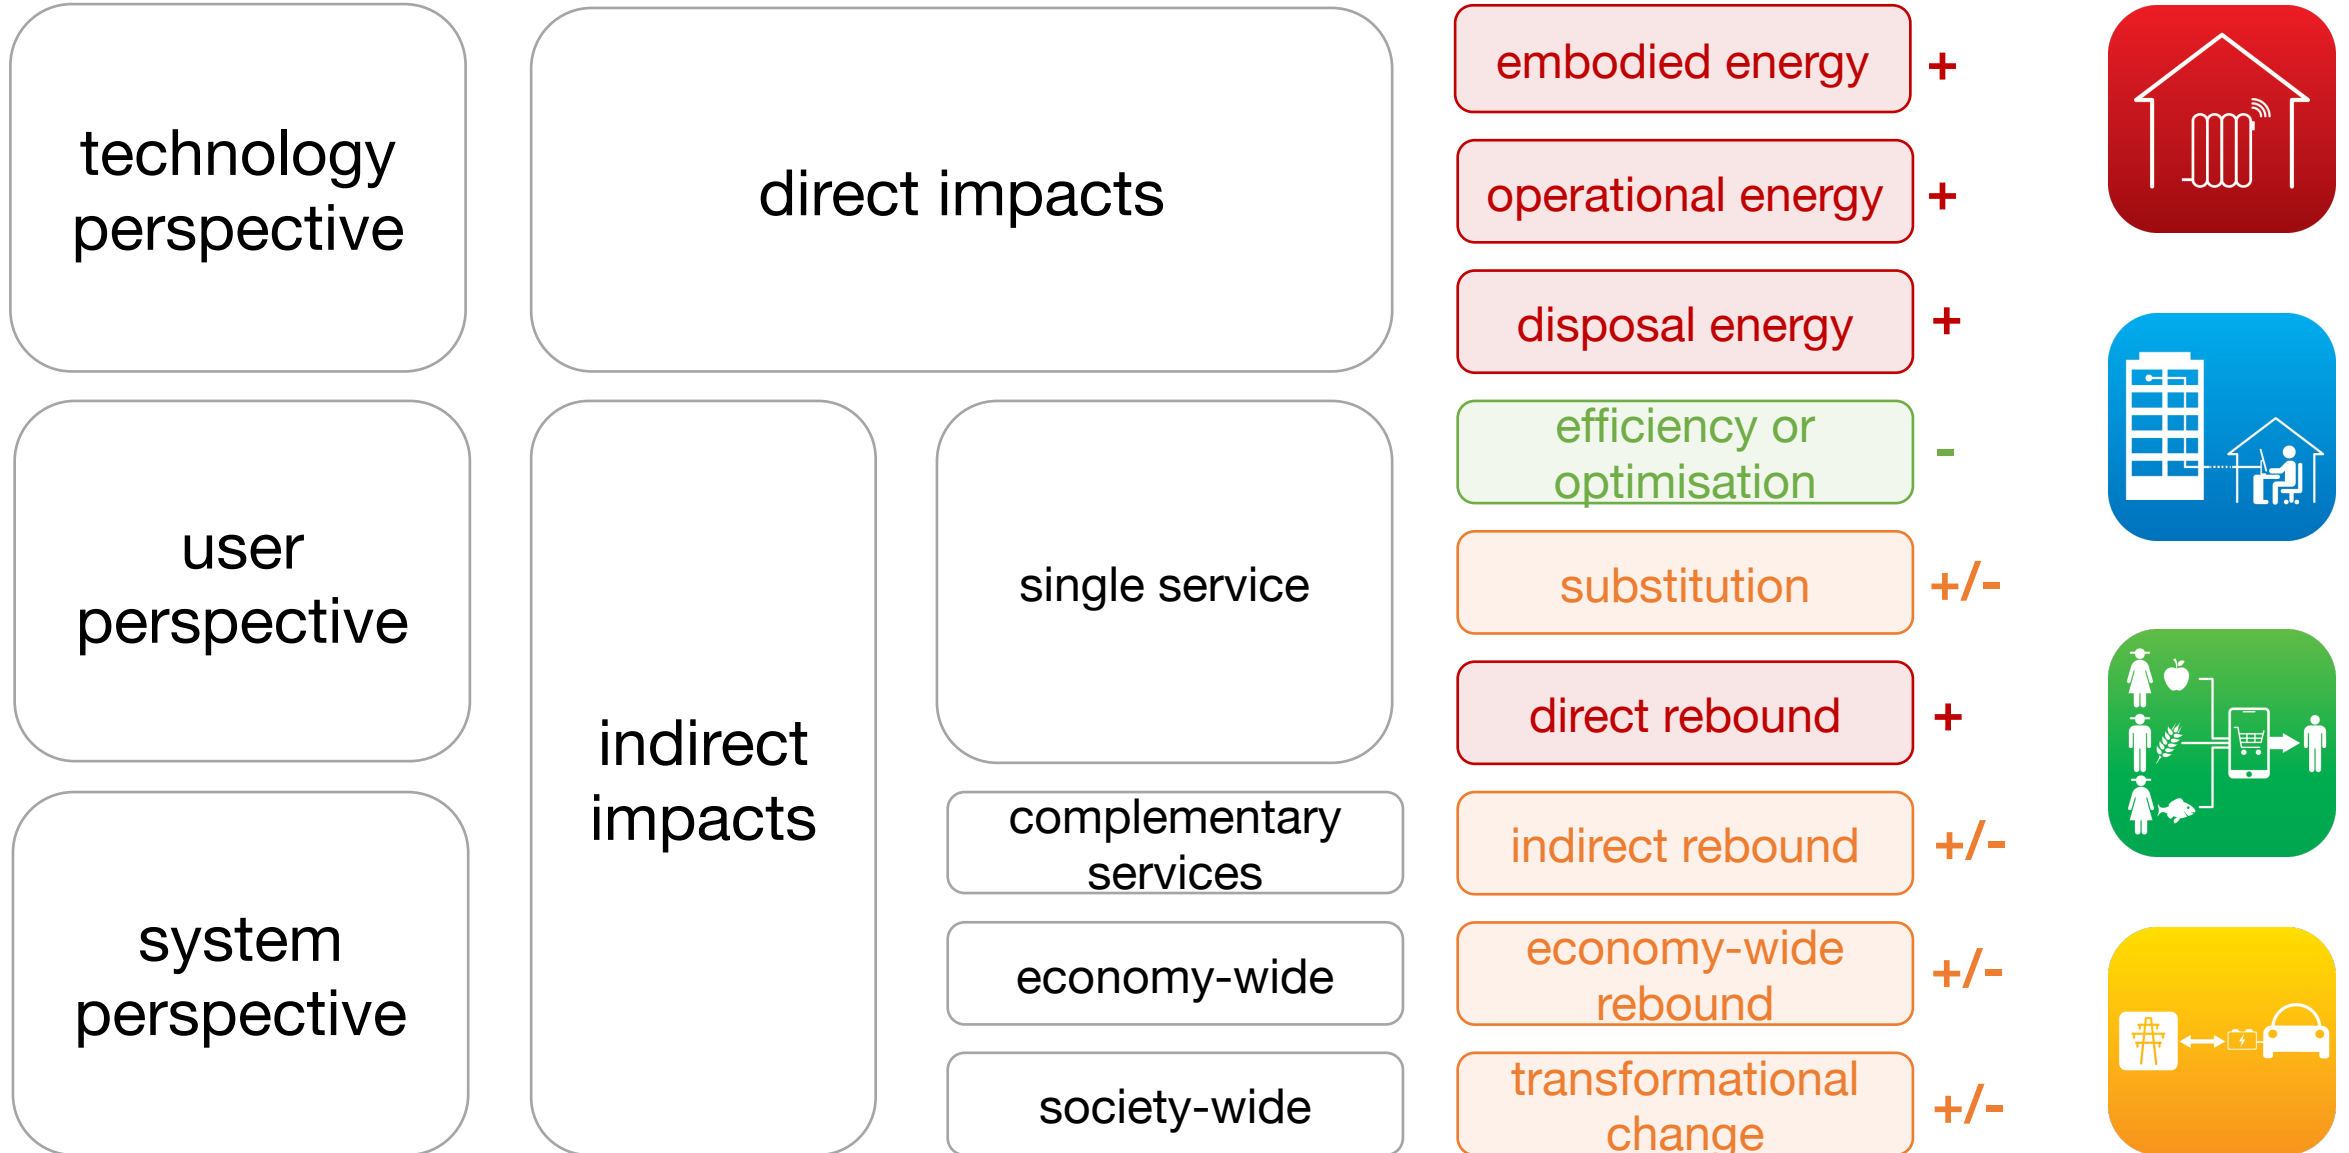 technology
perspective
direct impacts
embodied energy +
operational energy +
disposal energy +
user
perspective
indirect
impacts
single service
efficiency or
optimisation -
substitution +/-
direct rebound +
system
perspective
complementary
services
indirect rebound +/-
economy-wide
economy-wide
rebound +/-
society-wide
transformational
change +/-